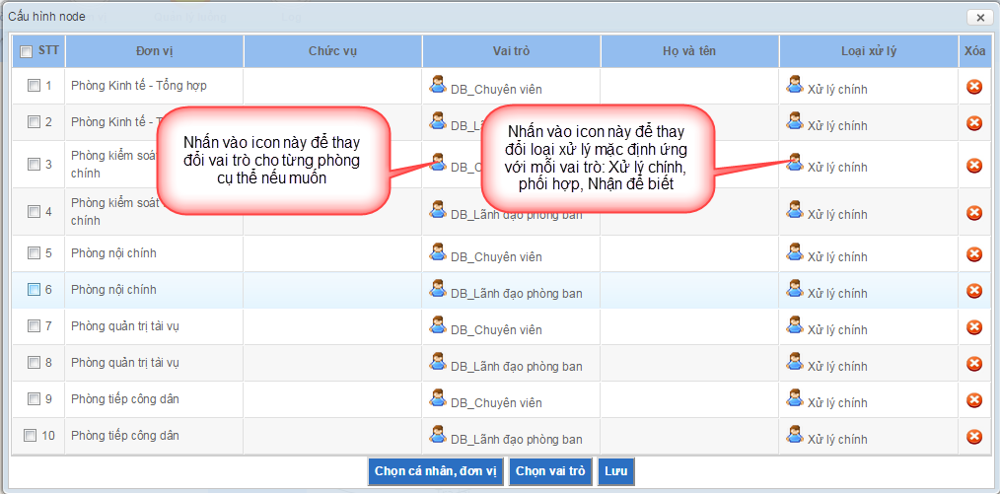 Cấu hình node
STT Đơn vị Chức vụ Vai trò Họ và tên Loại xử lý Xóa
1 Phòng Kinh tế - Tổng hợp DB_Chuyên viên Xử lý chính
2 Phòng Kinh tế - Xử lý chính
Nhấn vào icon này để thay
đổi vai trò cho từng phòng
cụ thể nếu muốn
Nhấn vào icon này để thay
đổi loại xử lý mặc định ứng
với mỗi vai trò: Xử lý chính,
phối hợp, Nhận để biết
3 Phòng kiểm soát Xử lý chính
chính
4 Phòng kiểm soát DB_Lãnh đạo phòng ban Xử lý chính
chính
5 Phòng nội chính DB_Chuyên viên Xử lý chính
6 Phòng nội chính DB_Lãnh đạo phòng ban Xử lý chính
7 Phòng quản trị tài vụ DB_Chuyên viên Xử lý chính
8 Phòng quản trị tài vụ DB_Lãnh đạo phòng ban Xử lý chính
9 Phòng tiếp công dân DB_Chuyên viên Xử lý chính
10 Phòng tiếp công dân DB_Lãnh đạo phòng ban Xử lý chính
Chọn cá nhân, đơn vị Chọn vai trò Lưu